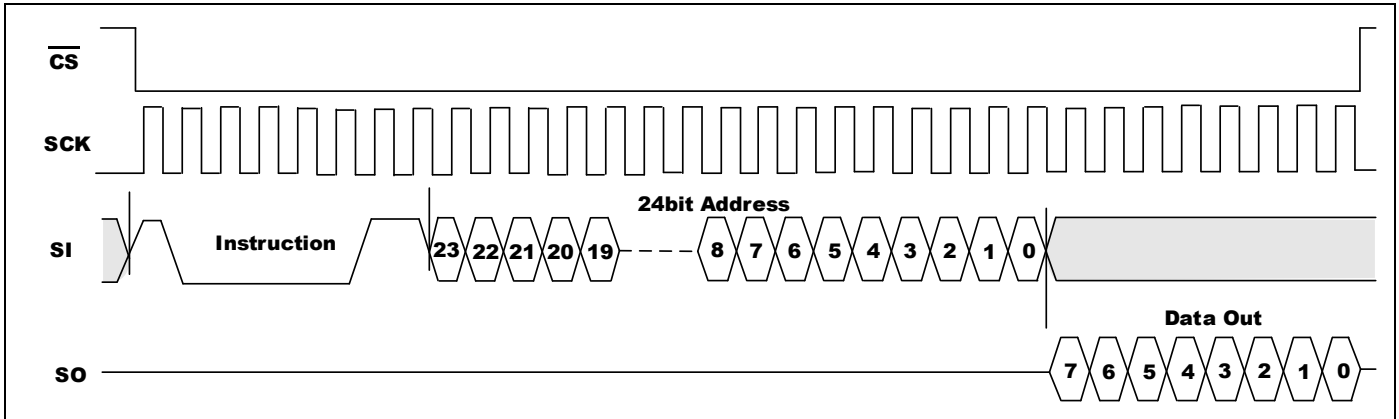 CS
SCK
24bit Address
SI Instruction 23 22 21 20 19 8 7 6 5 4 3 2 1 0
Data Out
SO 7 6 5 4 3 2 1 0